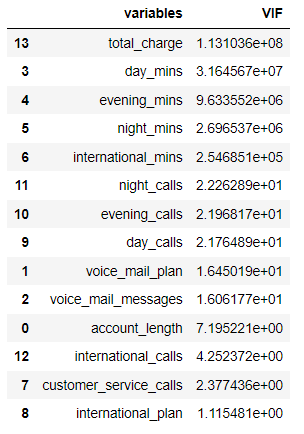 variables VIF
13 total_charge 1.131036e+08
3 day_mins 3.164567e+07
4 evening_mins 9.633552e+06
5 night_mins 2.696537e+06
6 international_mins 2.546851e+05
11 night_calls 2.226289e+01
10 evening_calls 2.196817e+01
9 day_calls 2.176489e+01
1 voice_mail_plan 1.645019e+01
2 voice_mail_messages 1.606177e+01
0 account_length 7.195221e+00
12 international_calls 4.252372e+00
7 customer_service_calls 2.377436e+00
8 international_plan 1.115481e+00